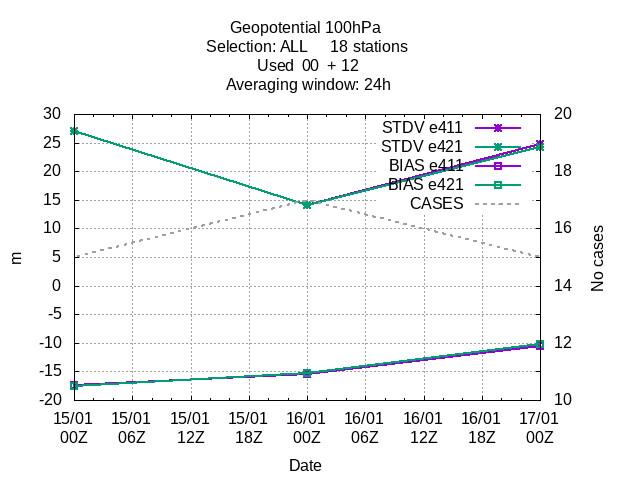 Geopotential 100hPa
Selection: ALL 18 stations
Used 00 + 12
Averaging window: 24h
30
25
20
15
10
5
0
-5
-10
-15
-20
m
STDV e411
STDV e421
BIAS e411
BIAS e421
CASES
20
18
16
14
12
10
No cases
15/01 15/01 15/01 15/01 16/01 16/01 16/01 16/01 17/01
00Z 06Z 12Z 18Z 00Z 06Z 12Z 18Z 00Z
Date